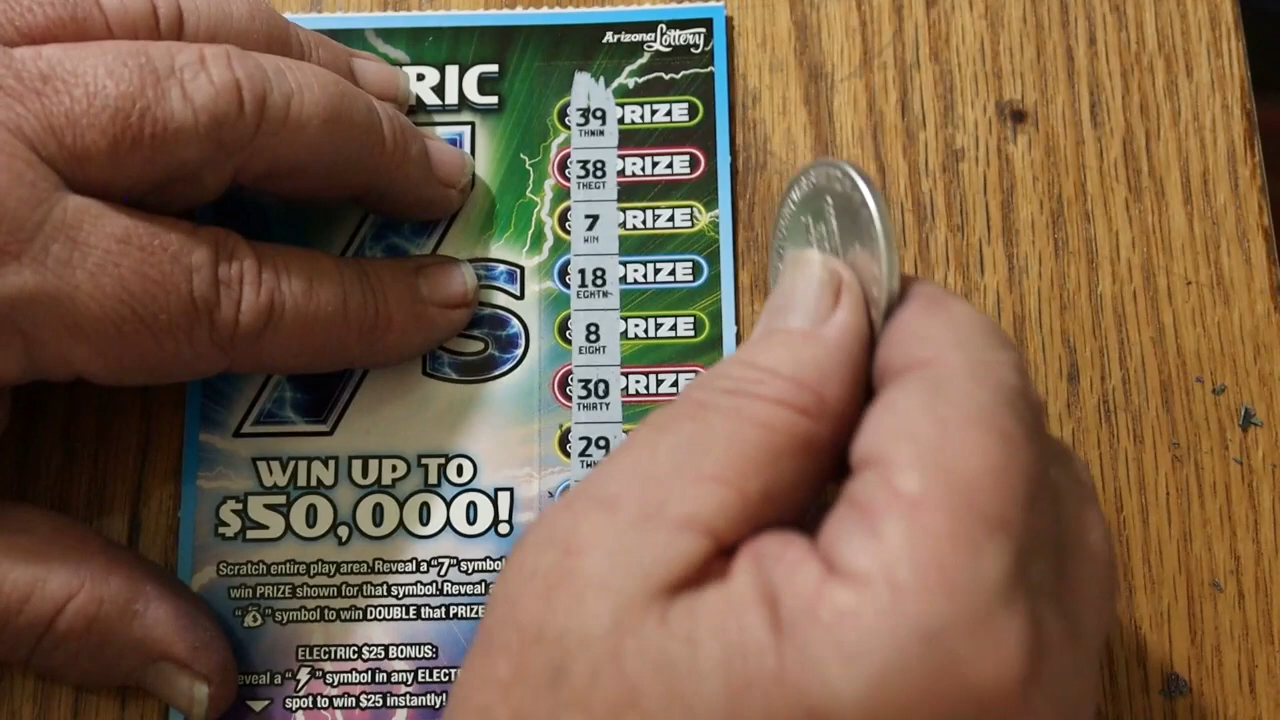 Arizona Lottery
RIC
7s
39 PRIZE
THNIN
38 PRIZE
THEGT
7 PRIZE
WIN
18 PRIZE
EGHTN
8 PRIZE
EIGHT
30 PRIZE
THIRTY
29
WIN UP TO
$50,000!
Scratch entire play area. Reveal a "7" symbol
win PRIZE shown for that symbol. Reveal a
" " symbol to win DOUBLE that PRIZE
ELECTRIC $25 BONUS:
eveal a " " symbol in any ELECT
spot to win $25 instantly!